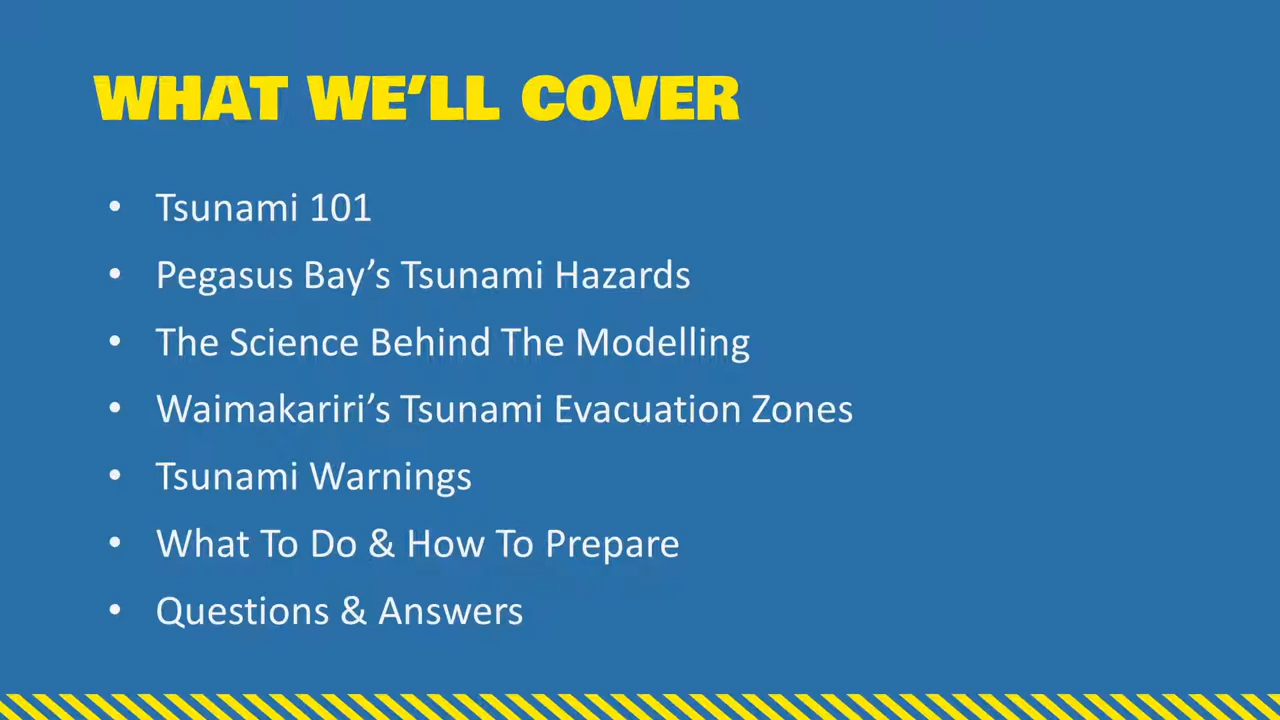 WHAT WE’LL COVER
• Tsunami 101
• Pegasus Bay’s Tsunami Hazards
• The Science Behind The Modelling
• Waimakariri’s Tsunami Evacuation Zones
• Tsunami Warnings
• What To Do & How To Prepare
• Questions & Answers